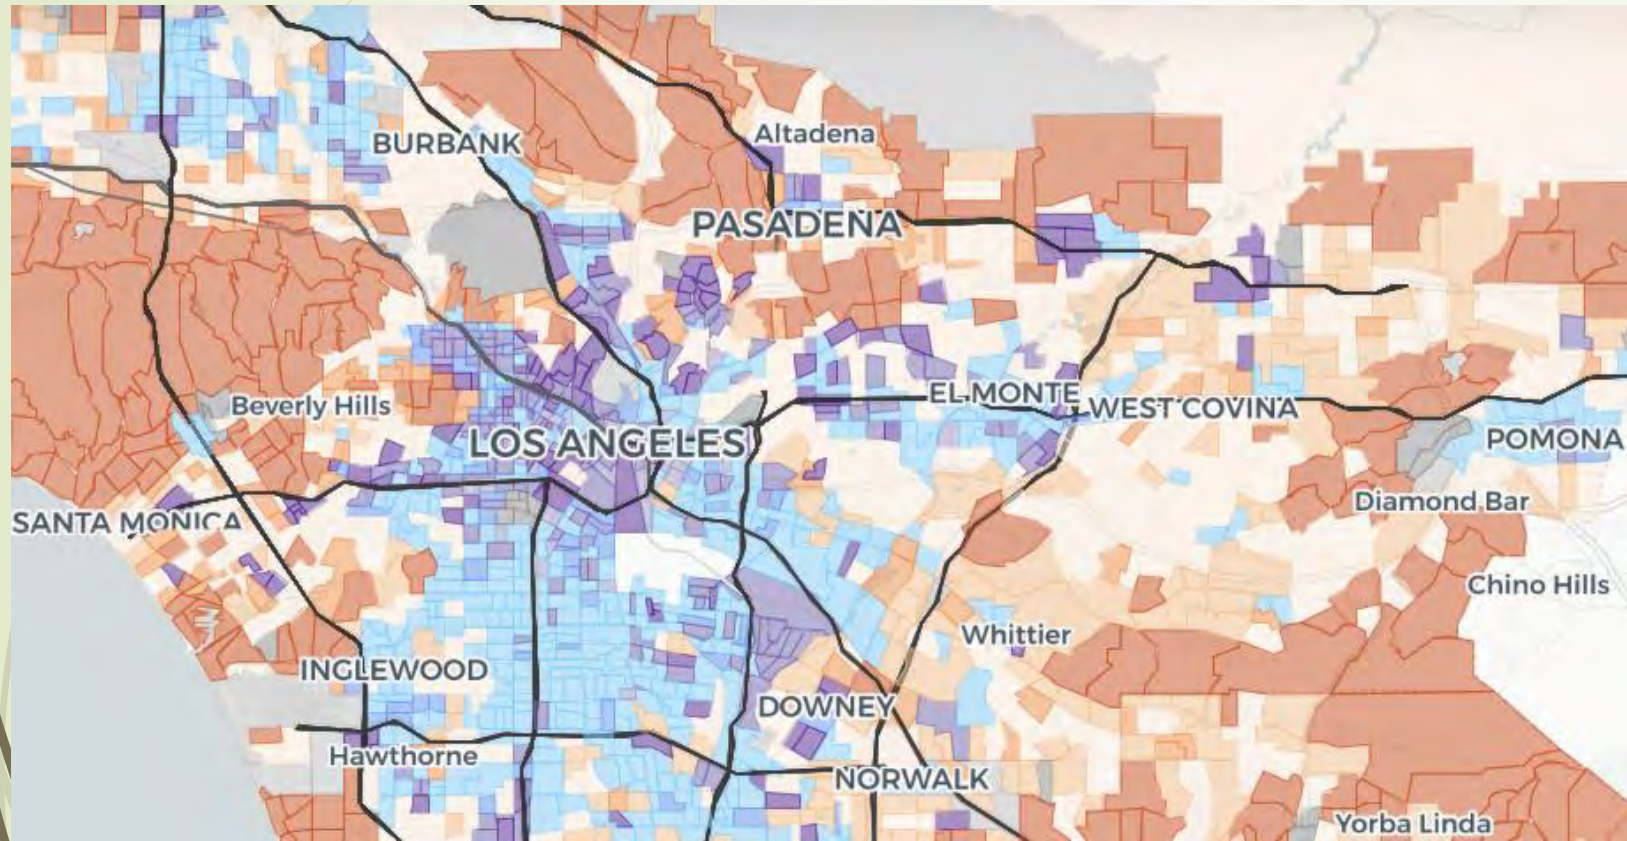 BURBANK
Altadena
PASADENA
Beverly Hills
EL MONTE
WEST COVINA
LOS ANGELES
POMONA
Diamond Bar
SANTA MONICA
Chino Hills
Whittier
INGLEWOOD
DOWNEY
Hawthorne
NORWALK
Yorba Linda